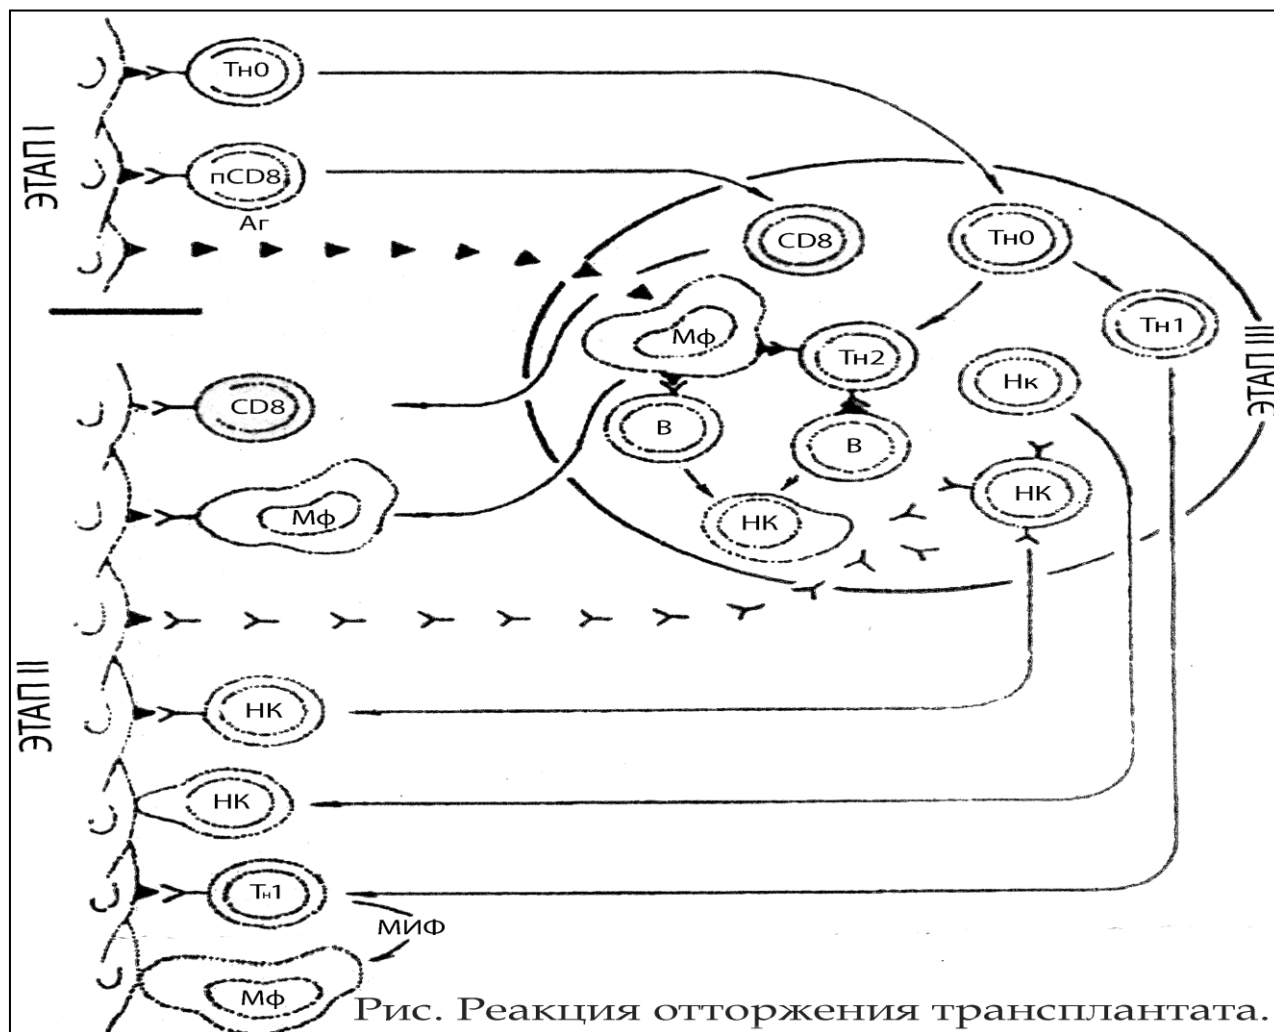 ЭТАП I
Тн0
пCD8
Аг
CD8
Тн0
Тн1
Мф
Тн2
Нк
В
В
НК
НК
ЭТАП III
ЭТАП II
CD8
Мф
НК
НК
Тн1
МИФ
Мф
Рис. Реакция отторжения трансплантата.